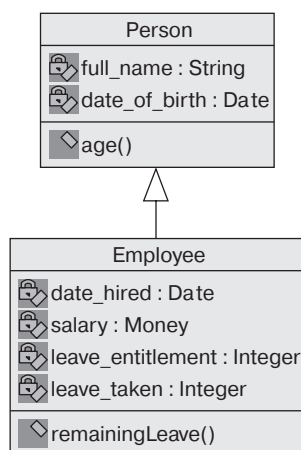 Person
full_name : String
date_of_birth : Date
age()
Employee
date_hired : Date
salary : Money
leave_entitlement : Integer
leave_taken : Integer
remainingLeave()